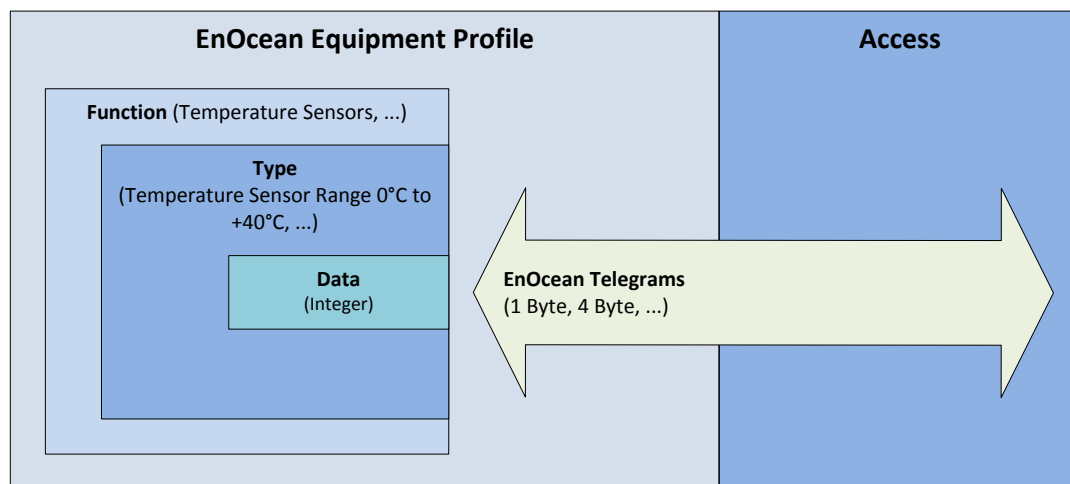 EnOcean Equipment Profile
Access
Function (Temperature Sensors, ...)
Type
(Temperature Sensor Range 0°C to
+40°C, ...)
Data
(Integer)
EnOcean Telegrams
(1 Byte, 4 Byte, ...)